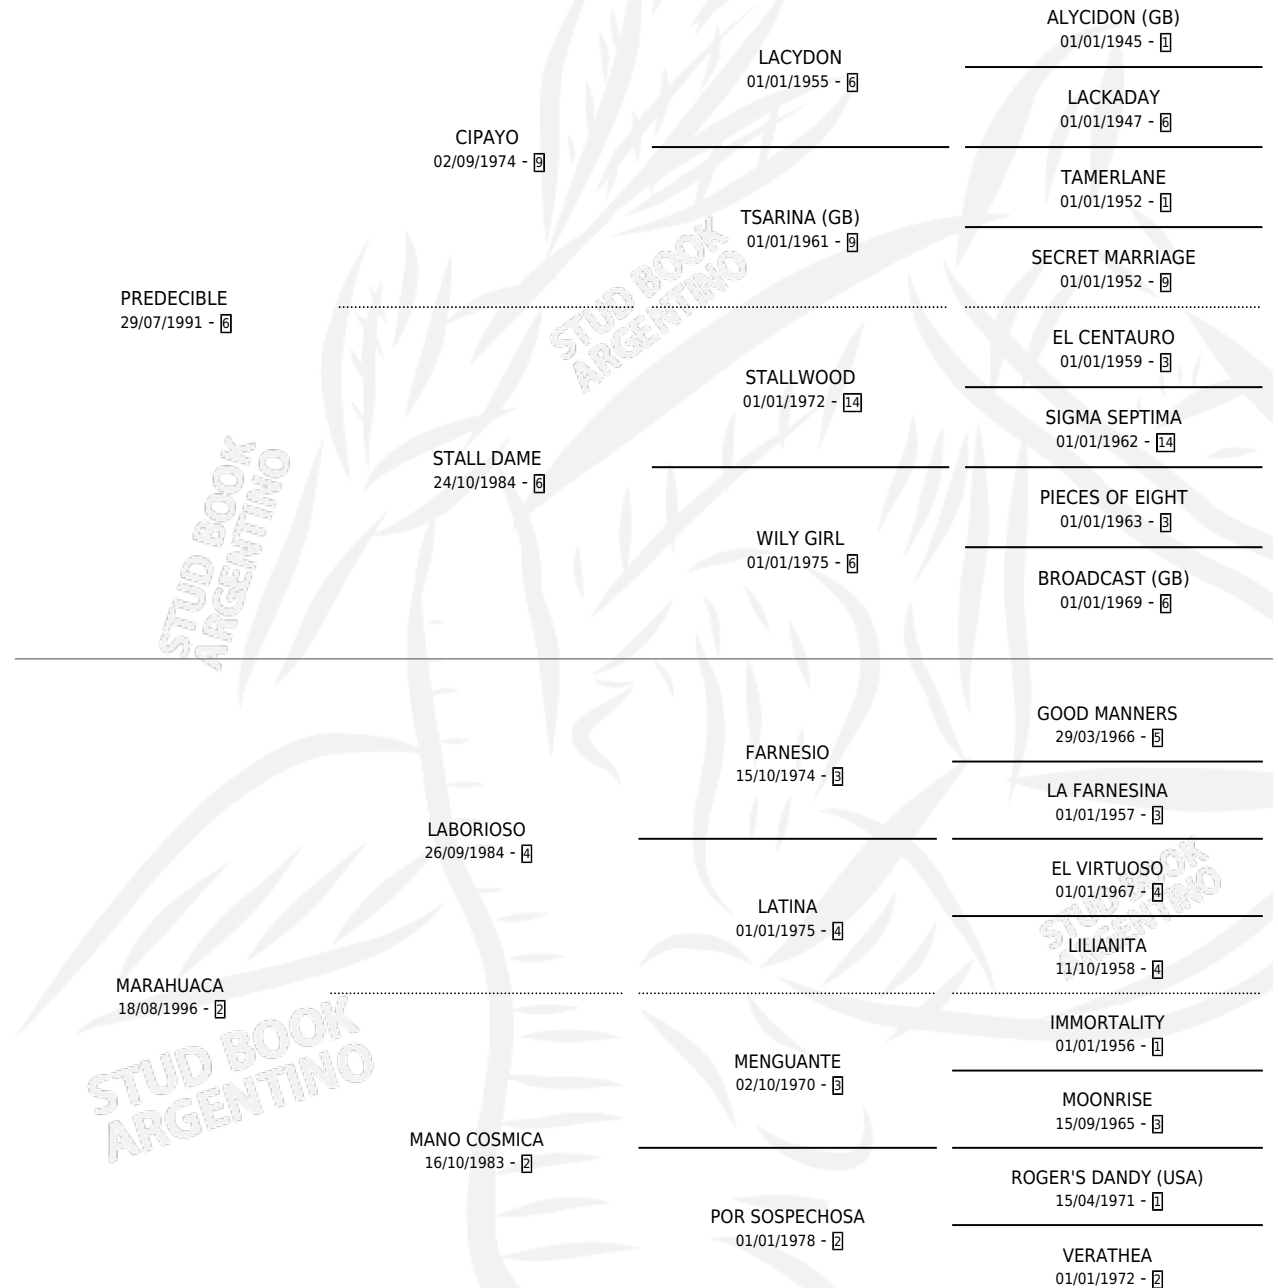 ALYCIDON (GB)
01/01/1945 - 1
LACYDON
01/01/1955 - 6
LACKADAY
01/01/1947 - 6
CIPAYO
02/09/1974 - 9
TAMERLANE
01/01/1952 - 1
TSARINA (GB)
01/01/1961 - 9
SECRET MARRIAGE
01/01/1952 - 9
PREDECIBLE
29/07/1991 - 6
EL CENTAURO
01/01/1959 - 3
STALLWOOD
01/01/1972 - 14
SIGMA SEPTIMA
01/01/1962 - 14
STALL DAME
24/10/1984 - 6
PIECES OF EIGHT
01/01/1963 - 3
WILY GIRL
01/01/1975 - 6
BROADCAST (GB)
01/01/1969 - 6
STUD BOOK
ARGENTINO
STUD BOOK
ARGENTINO
GOOD MANNERS
29/03/1966 - 5
FARNESIO
15/10/1974 - 3
LA FARNESINA
01/01/1957 - 3
LABORIOSO
26/09/1984 - 4
EL VIRTUOSO
01/01/1967 - 4
LATINA
01/01/1975 - 4
LILIANITA
11/10/1958 - 4
MARAHUACA
18/08/1996 - 2
IMMORTALITY
01/01/1956 - 1
MENGUANTE
02/10/1970 - 3
MOONRISE
15/09/1965 - 3
MANO COSMICA
16/10/1983 - 2
ROGER'S DANDY (USA)
15/04/1971 - 1
POR SOSPECHOSA
01/01/1978 - 2
VERATHEA
01/01/1972 - 2
STUD BOOK
ARGENTINO
STUD BOOK
ARGENTINO